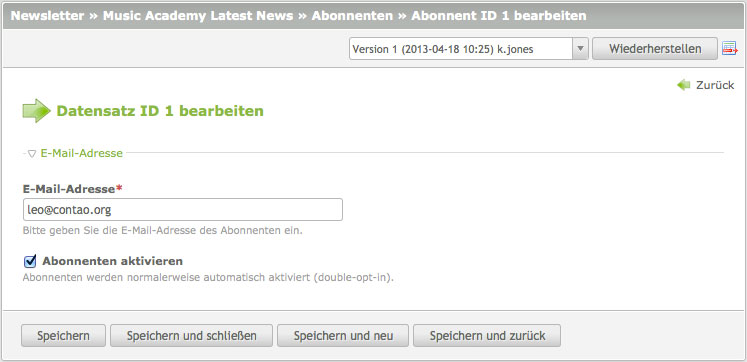 Newsletter » Music Academy Latest News » Abonnenten » Abonnent ID 1 bearbeiten
Version 1 (2013-04-18 10:25) k.jones Wiederherstellen
Zurück
Datensatz ID 1 bearbeiten
E-Mail-Adresse
E-Mail-Adresse*
leo@contao.org
Bitte geben Sie die E-Mail-Adresse des Abonnenten ein.
Abonnenten aktivieren
Abonnenten werden normalerweise automatisch aktiviert (double-opt-in).
Speichern Speichern und schließen Speichern und neu Speichern und zurück